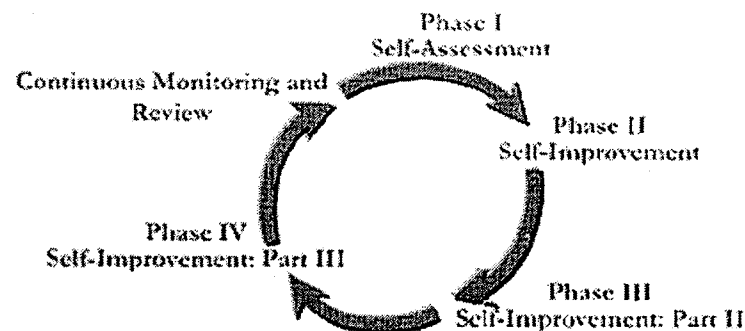 Phase I
Self-Assessment
Continuous Monitoring and
Review
Phase II
Self-Improvement
Phase IV
Self-Improvement: Part III
Phase III
Self-Improvement: Part II